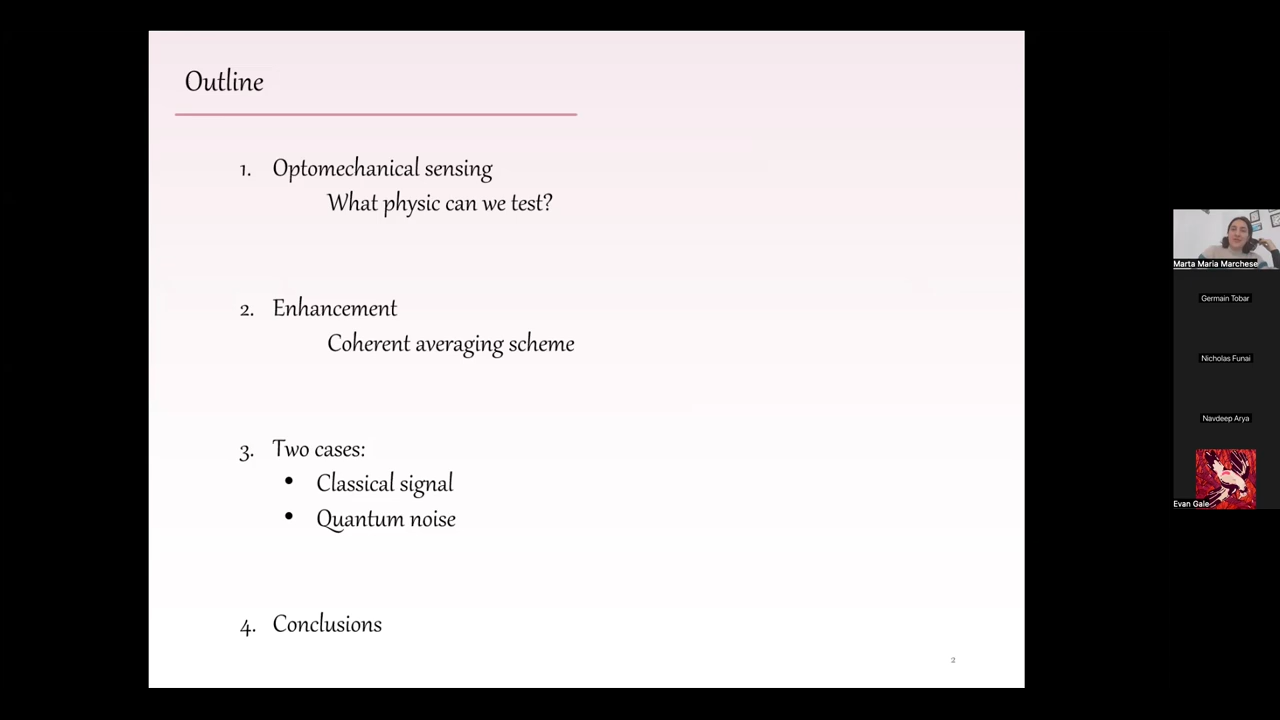 Outline
1. Optomechanical sensing
What physic can we test?
2. Enhancement
Coherent averaging scheme
3. Two cases:
• Classical signal
• Quantum noise
4. Conclusions
2
Marta Maria Marchese
Germain Tobar
Nicholas Funai
Navdeep Arya
Evan Gale